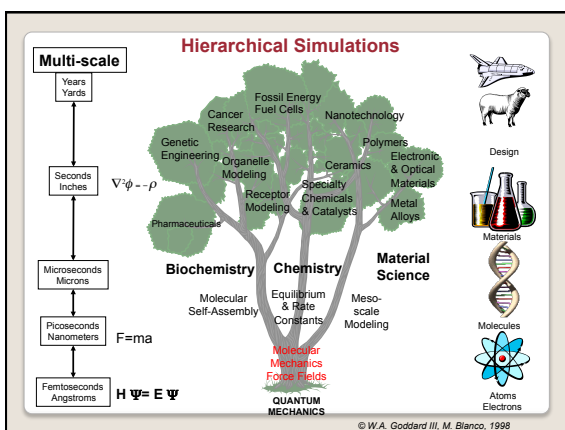 Hierarchical Simulations
Multi-scale
Years
Yards
Seconds
Inches
Microseconds
Microns
Picoseconds
Nanometers
Femtoseconds
Angstroms
∇²ϕ = -ρ
F=ma
H Ψ= E Ψ
Fossil Energy
Fuel Cells
Cancer
Research
Nanotechnology
Genetic
Engineering
Organelle
Modeling
Polymers
Ceramics
Electronic
& Optical
Materials
Receptor
Modeling
Specialty
Chemicals
& Catalysts
Metal
Alloys
Pharmaceuticals
Biochemistry
Chemistry
Material
Science
Molecular
Self-Assembly
Equilibrium
& Rate
Constants
Meso-
scale
Modeling
Molecular
Mechanics
Force Fields
QUANTUM
MECHANICS
Design
Materials
Molecules
Atoms
Electrons
© W.A. Goddard III, M. Blanco, 1998